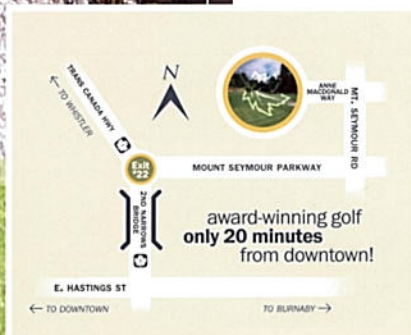 N
TRANS CANADA HWY
← TO WHISTLER
ANNE
MACDONALD
WAY
MT. SEYMOUR RD
Exit
#22
MOUNT SEYMOUR PARKWAY
2ND NARROWS
BRIDGE
award-winning golf
only 20 minutes
from downtown!
E. HASTINGS ST
← TO DOWNTOWN
TO BURNABY →